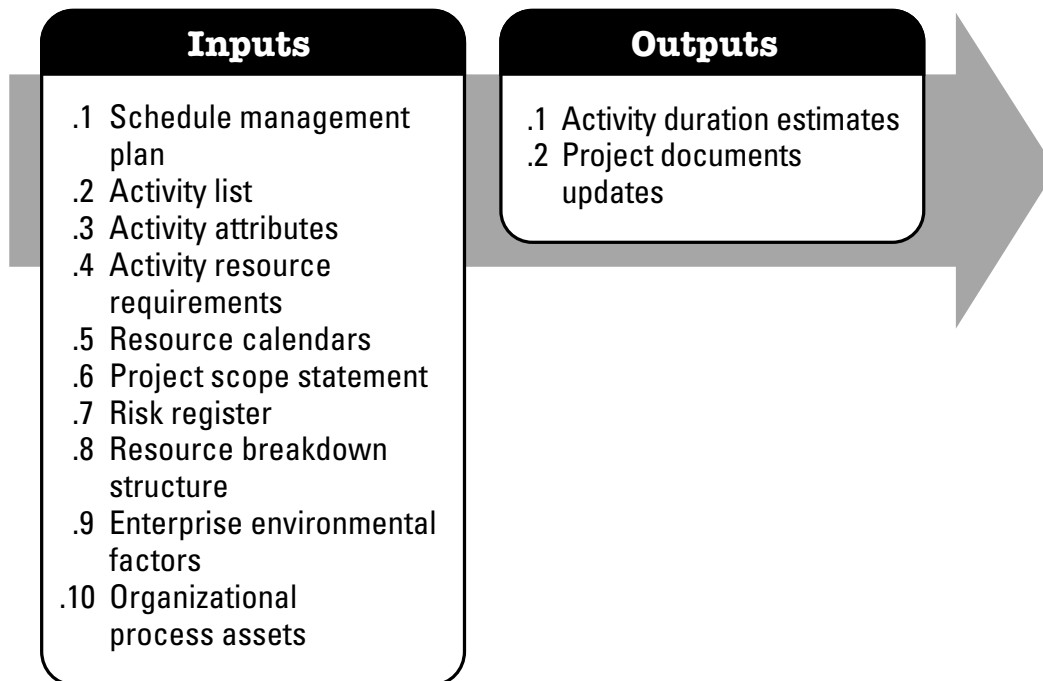 Inputs
.1 Schedule management
plan
.2 Activity list
.3 Activity attributes
.4 Activity resource
requirements
.5 Resource calendars
.6 Project scope statement
.7 Risk register
.8 Resource breakdown
structure
.9 Enterprise environmental
factors
.10 Organizational
process assets
Outputs
.1 Activity duration estimates
.2 Project documents
updates